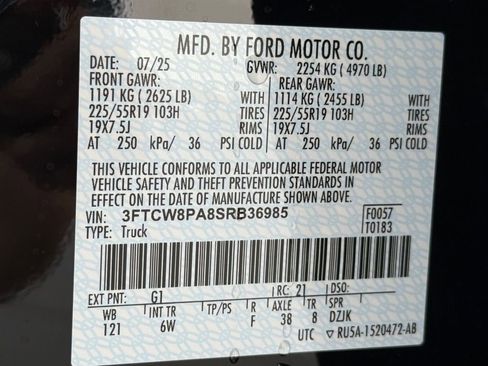 MFD. BY FORD MOTOR CO.
DATE: 07/25 GVWR: 2254 KG (4970 LB)
FRONT GAWR: REAR GAWR:
1191 KG (2625 LB) WITH 1114 KG (2455 LB) WITH
225/55R19 103H TIRES 225/55R19 103H TIRES
19X7.5J RIMS 19X7.5J RIMS
AT 250 kPa/ 36 PSI COLD AT 250 kPa/ 36 PSI COLD
THIS VEHICLE CONFORMS TO ALL APPLICABLE FEDERAL MOTOR
VEHICLE SAFETY AND THEFT PREVENTION STANDARDS IN
EFFECT ON THE DATE OF MANUFACTURE SHOWN ABOVE.
VIN: 3FTCW8PA8SRB36985 F0057
TYPE: Truck T0183
EXT PNT: G1 RC: 21 DSO:
WB INT TR TP/PS R AXLE TR SPR
121 6W F 38 8 DZJK
UTC ▽ RU5A-1520472-AB